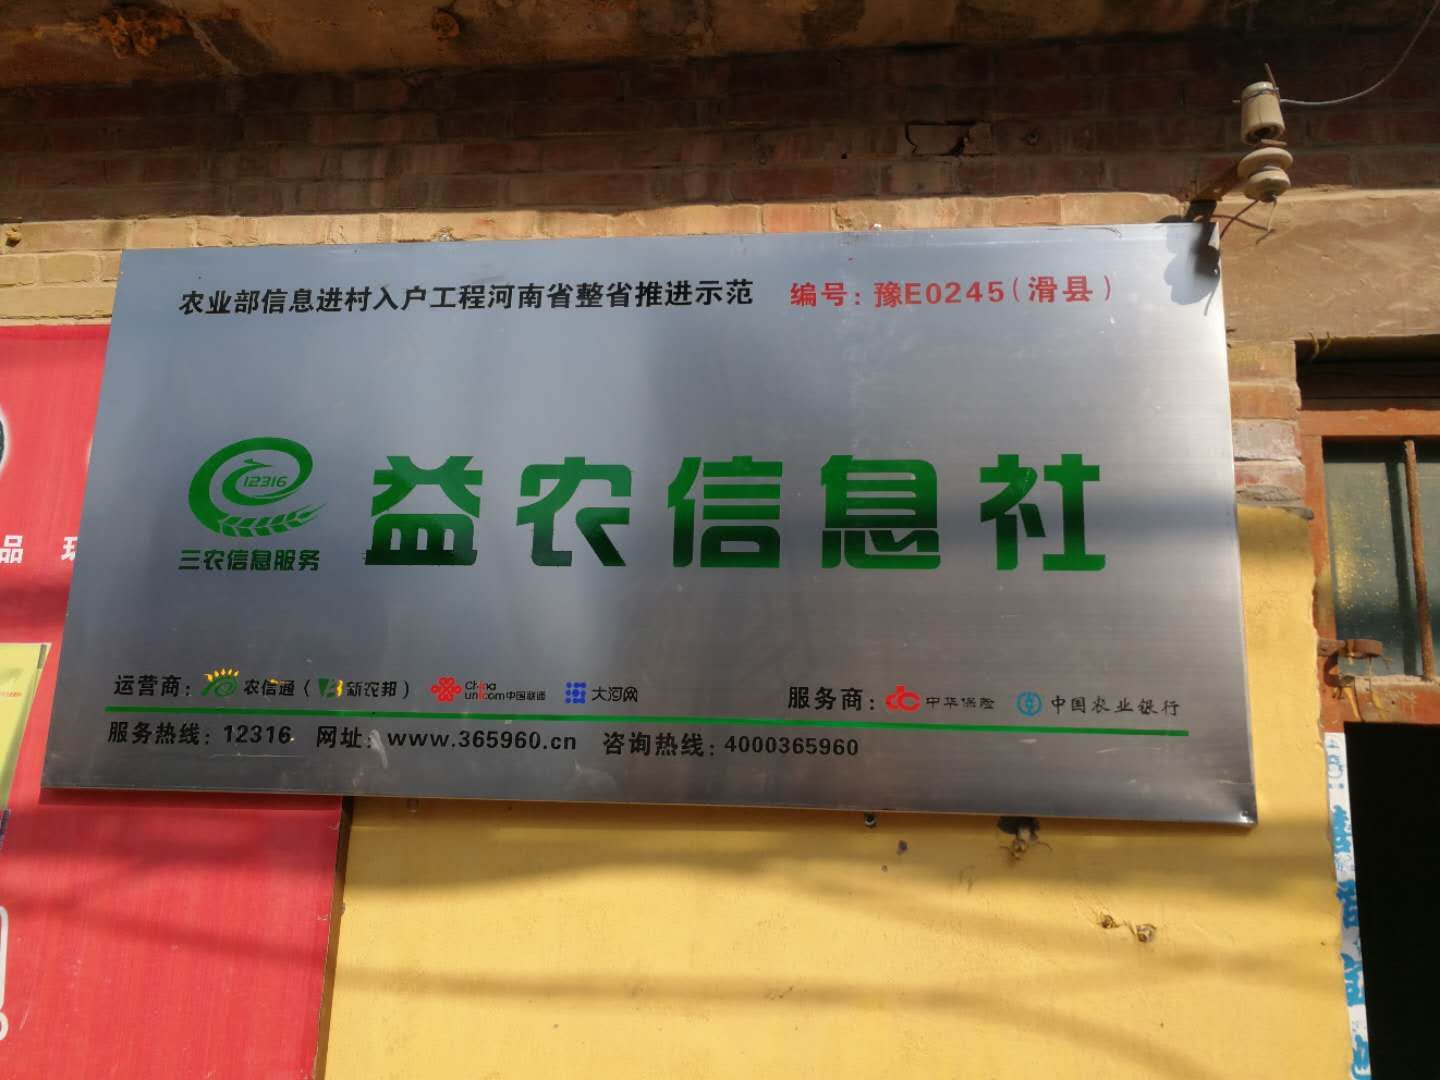 农业部信息进村入户工程河南省整省推进示范 编号：豫E0245（滑县）
12316
三农信息服务
益农信息社
运营商： 农信通（ 新农邦） China unicom中国联通 大河网 服务商： 中华保险 中国农业银行
服务热线：12316 网址：www.365960.cn 咨询热线：4000365960
品